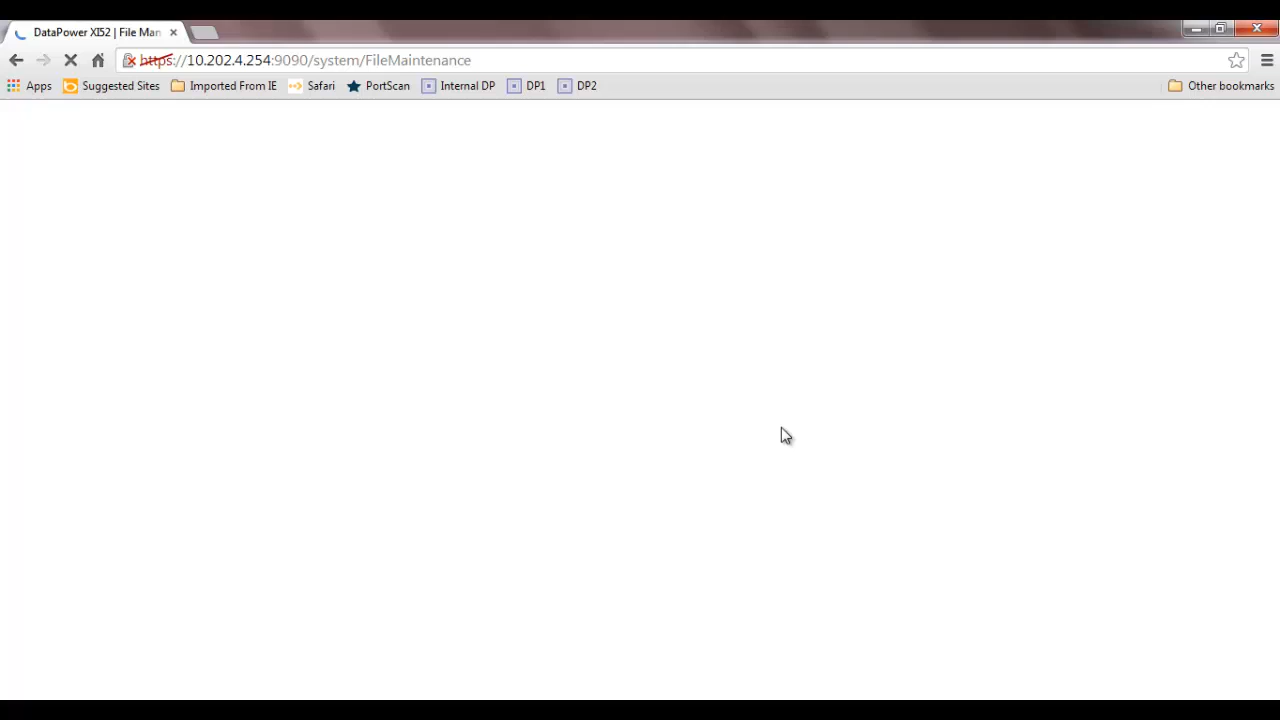 DataPower XI52 | File Man
https://10.202.4.254:9090/system/FileMaintenance
Apps Suggested Sites Imported From IE Safari PortScan Internal DP DP1 DP2 Other bookmarks